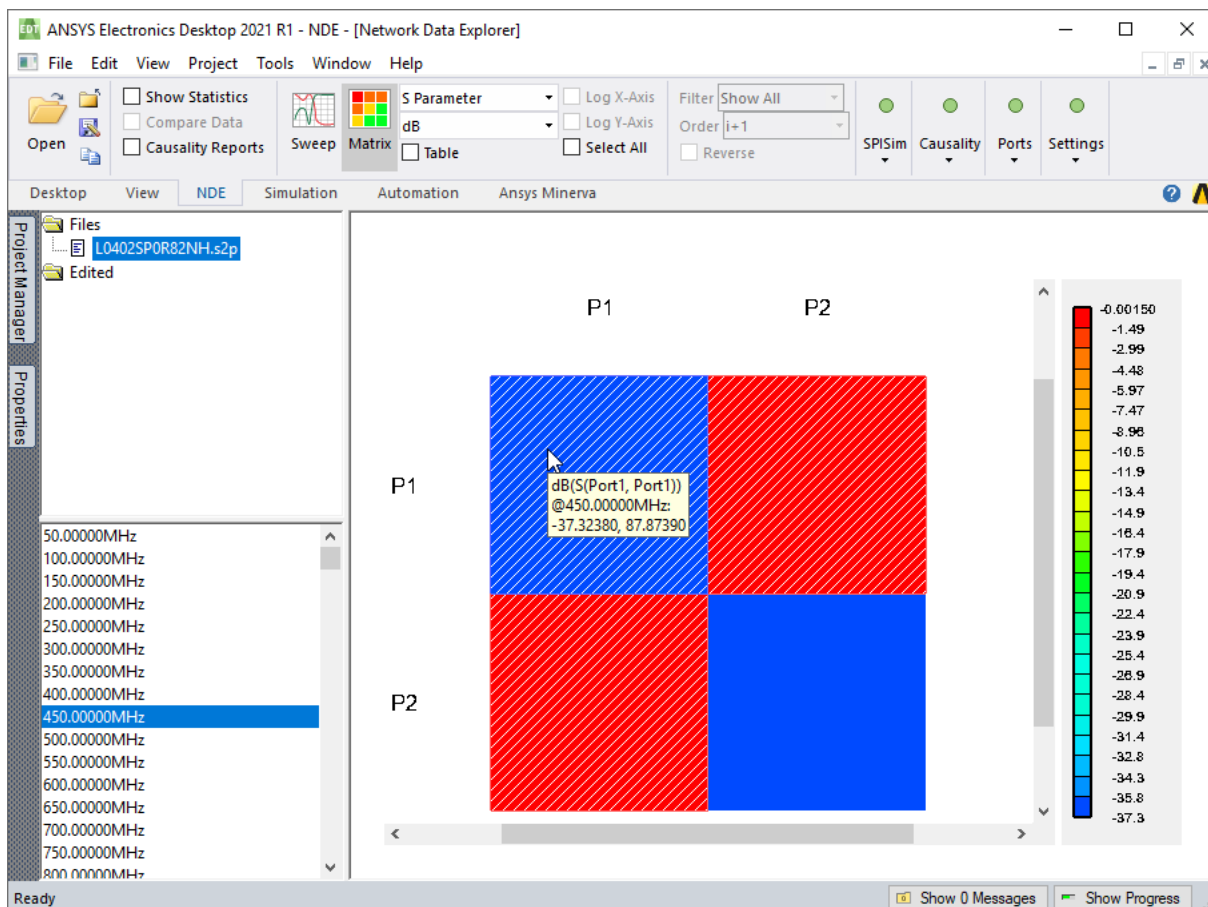 ANSYS Electronics Desktop 2021 R1 - NDE - [Network Data Explorer]
File Edit View Project Tools Window Help
Open
Show Statistics
Compare Data
Causality Reports
Sweep
Matrix
S Parameter
dB
Table
Log X-Axis
Log Y-Axis
Select All
Filter Show All
Order i+1
Reverse
SPISim
Causality
Ports
Settings
Desktop View NDE Simulation Automation Ansys Minerva
Project Manager
Properties
Files
L0402SP0R82NH.s2p
Edited
50.00000MHz
100.00000MHz
150.00000MHz
200.00000MHz
250.00000MHz
300.00000MHz
350.00000MHz
400.00000MHz
450.00000MHz
500.00000MHz
550.00000MHz
600.00000MHz
650.00000MHz
700.00000MHz
750.00000MHz
800.00000MHz
P1 P2
P1
dB(S(Port1, Port1))
@450.00000MHz:
-37.32380, 87.87390
P2
-0.00150
-1.49
-2.99
-4.48
-5.97
-7.47
-8.96
-10.5
-11.9
-13.4
-14.9
-16.4
-17.9
-19.4
-20.9
-22.4
-23.9
-25.4
-26.9
-28.4
-29.9
-31.4
-32.8
-34.3
-35.8
-37.3
Ready
Show 0 Messages
Show Progress